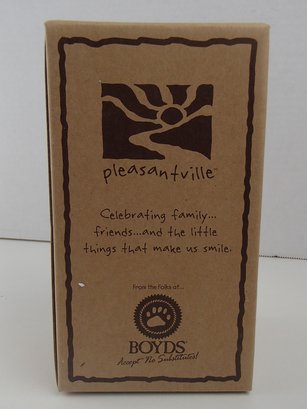 pleasantville
Celebrating family...
friends...and the little
things that make us smile.
From the Folks at...
BOYDS
Accept No Substitutes!